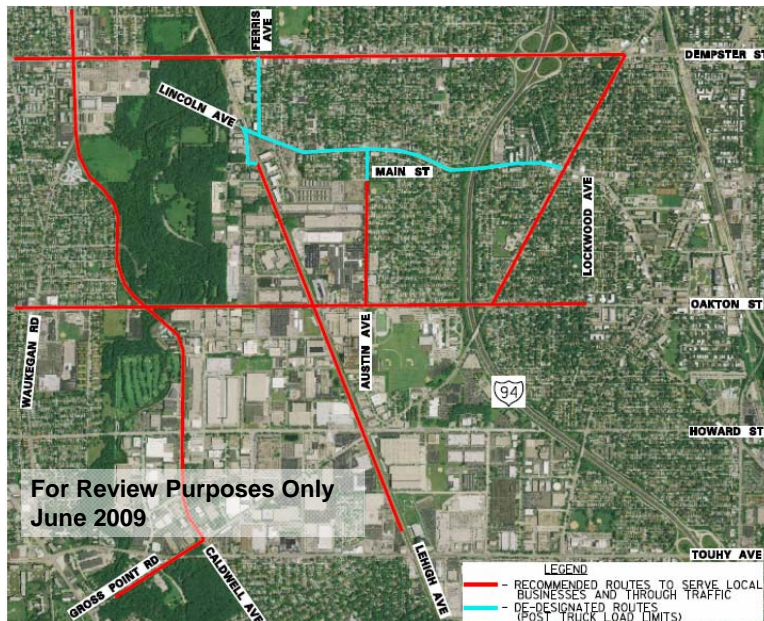 FERRIS
AVE
DEMPSTER ST
LINCOLN AVE
MAIN ST
LOCKWOOD AVE
WAUKEGAN RD
OAKTON ST
AUSTIN AVE
94
HOWARD ST
For Review Purposes Only
June 2009
TOUHY AVE
GROSS POINT RD
CALDWELL AVE
LEHIGH AVE
LEGEND
- RECOMMENDED ROUTES TO SERVE LOCAL
BUSINESSES AND THROUGH TRAFFIC
- DE-DESIGNATED ROUTES
(POST TRUCK LOAD LIMITS)